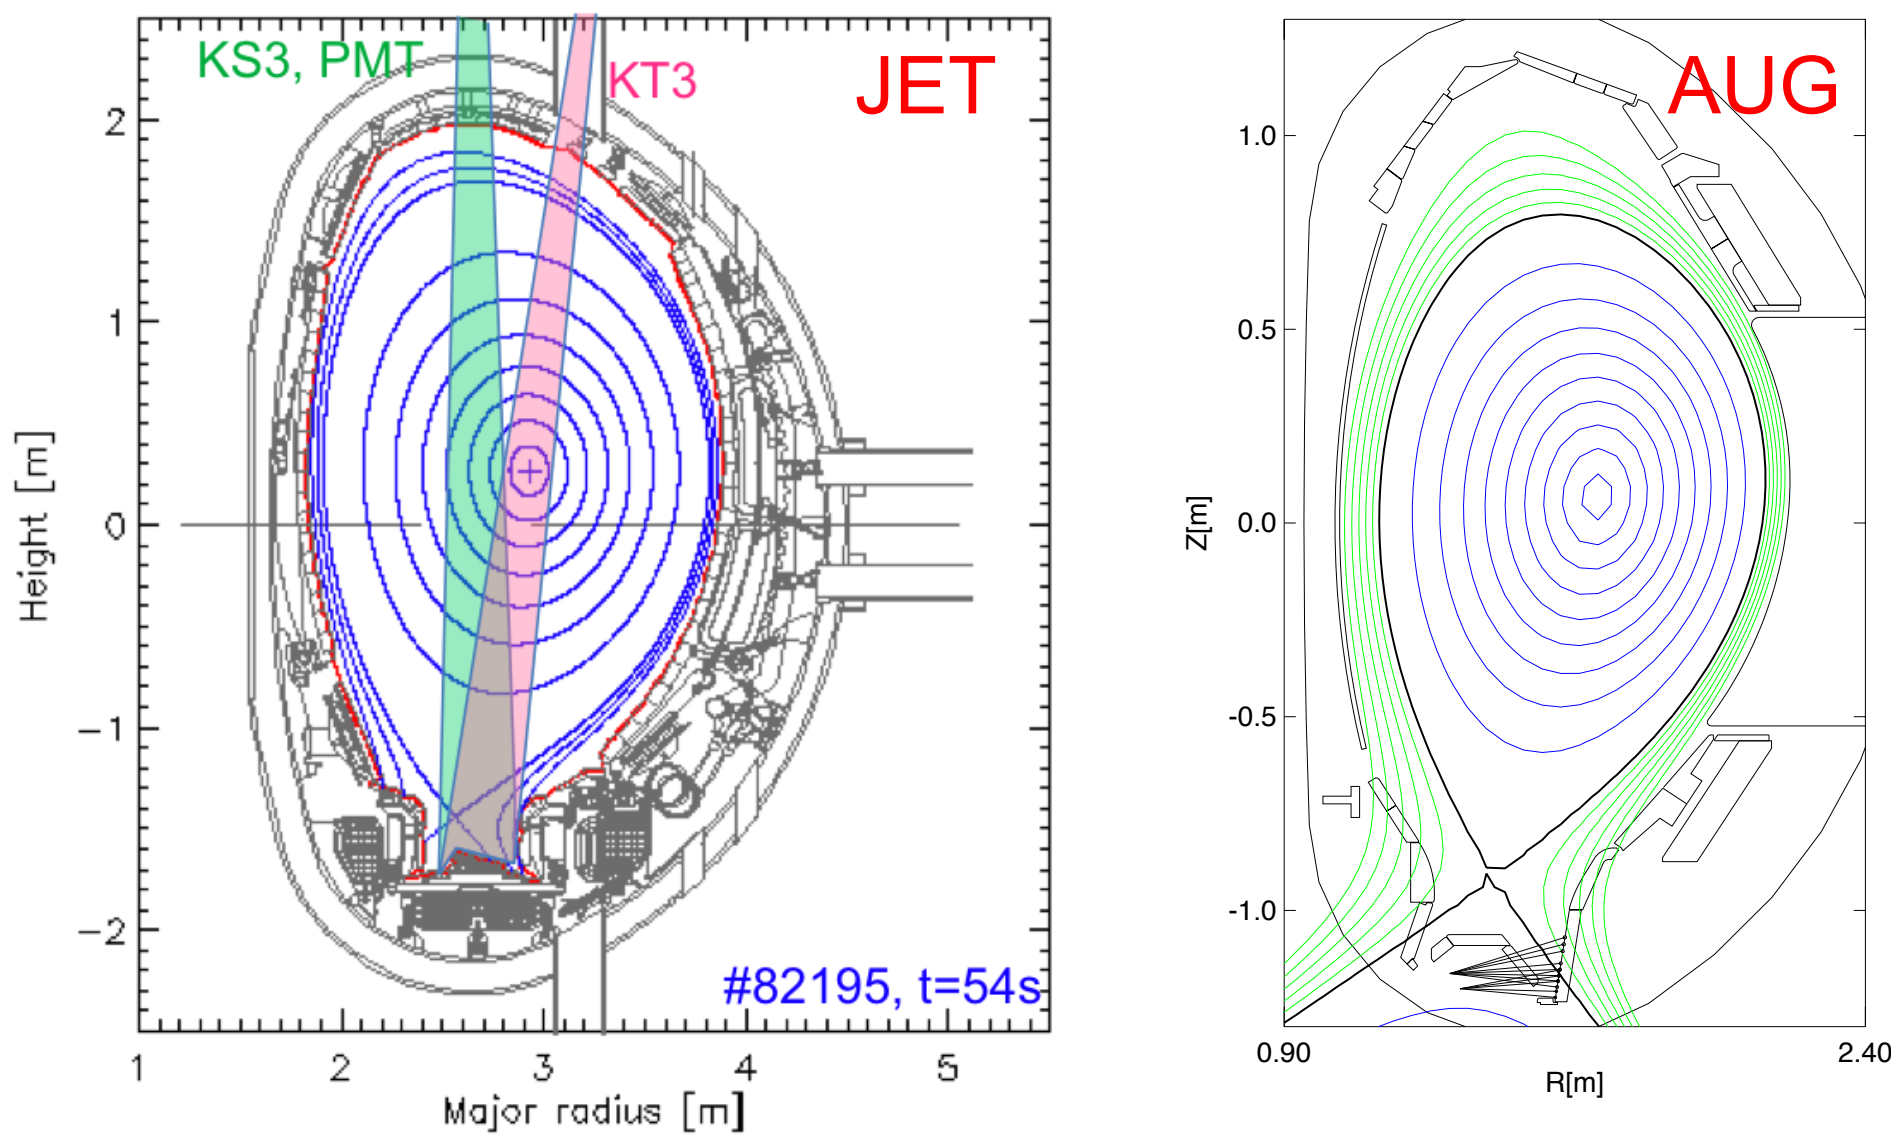 KS3, PMT
KT3
JET
2
1
0
-1
-2
Height [m]
#82195, t=54s
1
2
3
4
5
Major radius [m]
AUG
1.0
0.5
0.0
-0.5
-1.0
Z[m]
0.90
2.40
R[m]